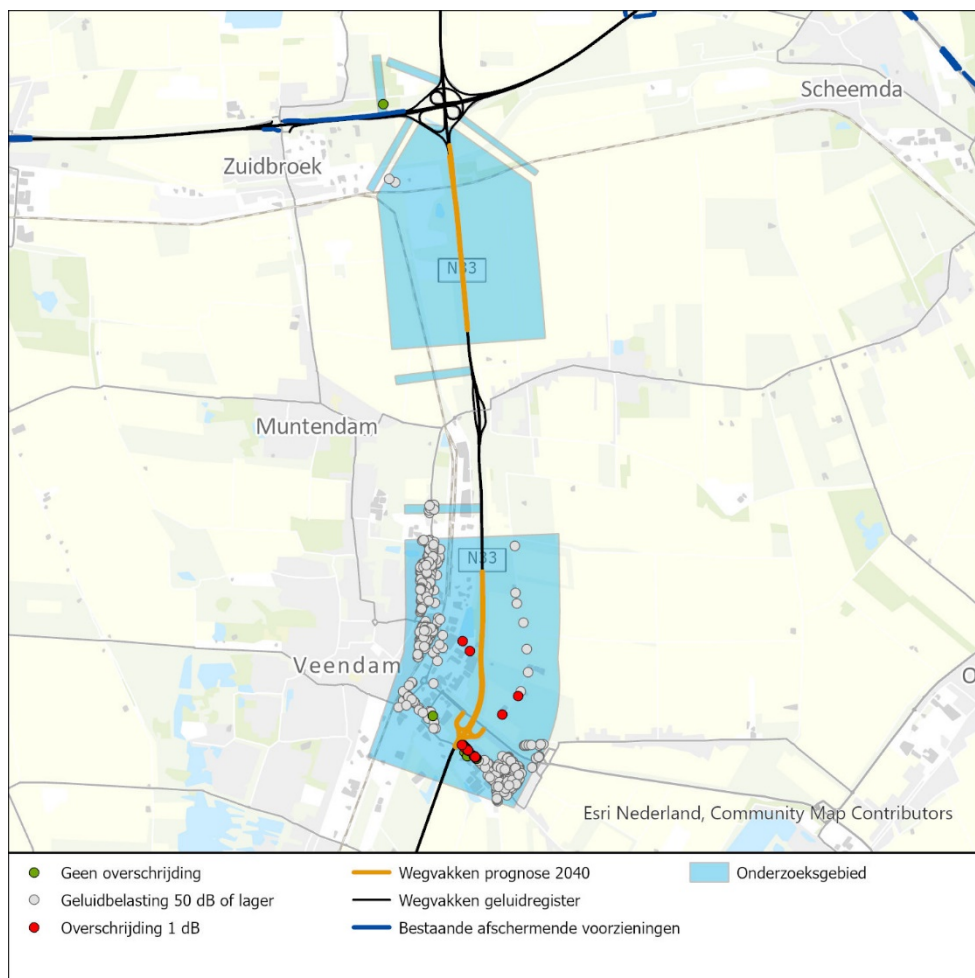 Scheemda
Zuidbroek
N33
Muntendam
N33
Veendam
O
Esri Nederland, Community Map Contributors
Geen overschrijding
Wegvakken prognose 2040
Onderzoeksgebied
Geluidbelasting 50 dB of lager
Wegvakken geluidregister
Overschrijding 1 dB
Bestaande afschermende voorzieningen